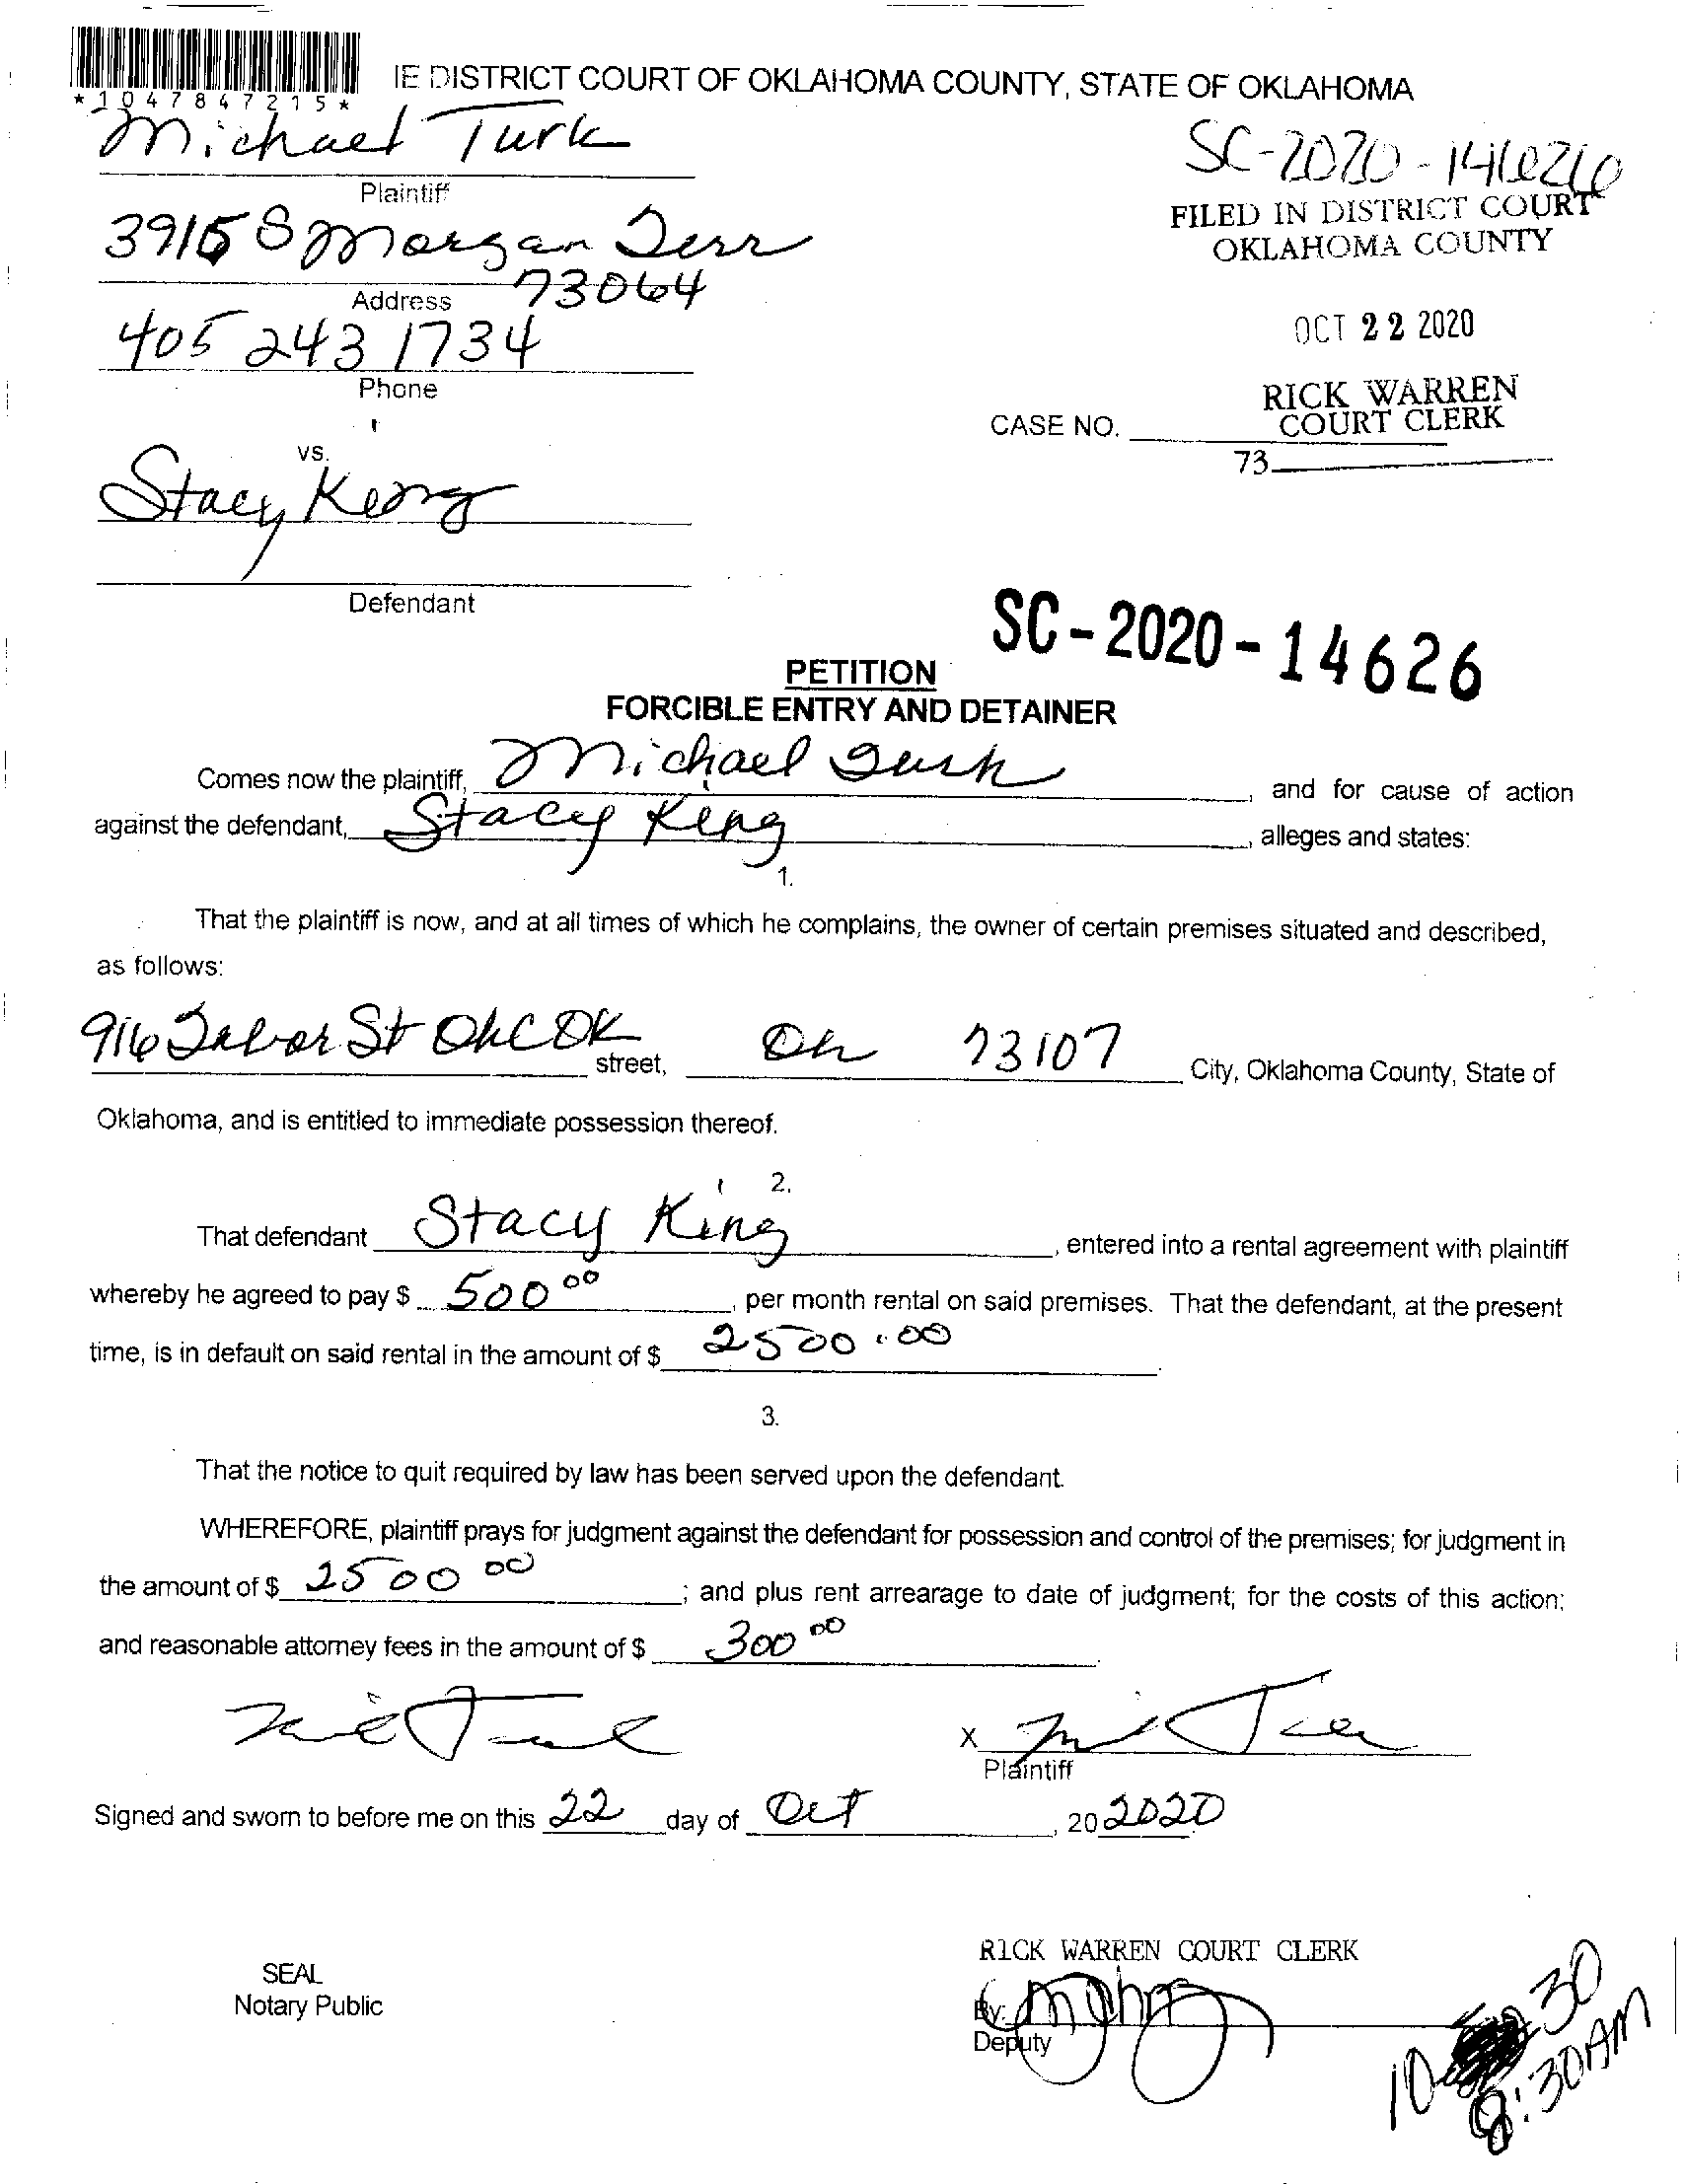 *1047847215*
IE DISTRICT COURT OF OKLAHOMA COUNTY, STATE OF OKLAHOMA
Michael Turk
Plaintiff
SC-2020-14626
FILED IN DISTRICT COURT
OKLAHOMA COUNTY
3915 S Morgan Terr
73064
Address
OCT 22 2020
405 243 1734
Phone
RICK WARREN
COURT CLERK
CASE NO.
73
vs.
Stacy King
Defendant
SC-2020-14626
PETITION
FORCIBLE ENTRY AND DETAINER
Comes now the plaintiff, Michael Turk, and for cause of action
against the defendant, Stacy King, alleges and states:
1.
That the plaintiff is now, and at all times of which he complains, the owner of certain premises situated and described,
as follows:
916 Tabor St OkC OK street, Ok 73107 City, Oklahoma County, State of
Oklahoma, and is entitled to immediate possession thereof.
2.
That defendant Stacy King, entered into a rental agreement with plaintiff
whereby he agreed to pay $ 500 00, per month rental on said premises. That the defendant, at the present
time, is in default on said rental in the amount of $ 2500.00.
3.
That the notice to quit required by law has been served upon the defendant.
WHEREFORE, plaintiff prays for judgment against the defendant for possession and control of the premises; for judgment in
the amount of $ 2500 00; and plus rent arrearage to date of judgment; for the costs of this action;
and reasonable attorney fees in the amount of $ 300 00.
X
Plaintiff
Signed and sworn to before me on this 22 day of Oct, 20 2020
RICK WARREN COURT CLERK
SEAL
Notary Public
By:
Deputy
10 30
8:30AM